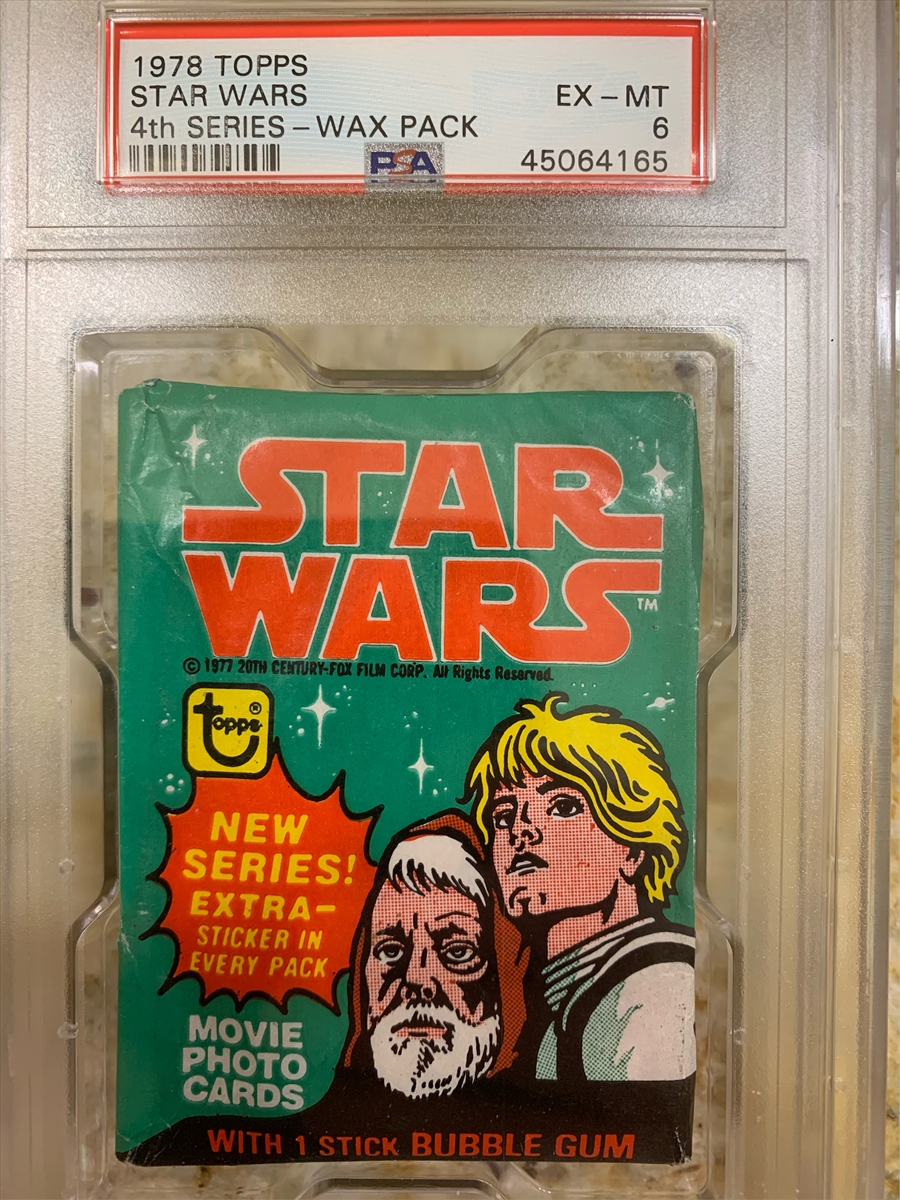 1978 TOPPS
STAR WARS EX – MT
4th SERIES – WAX PACK 6
PSA 45064165
STAR
WARS™
© 1977 20TH CENTURY-FOX FILM CORP. All Rights Reserved.
topps®
NEW
SERIES!
EXTRA–
STICKER IN
EVERY PACK
MOVIE
PHOTO
CARDS
WITH 1 STICK BUBBLE GUM